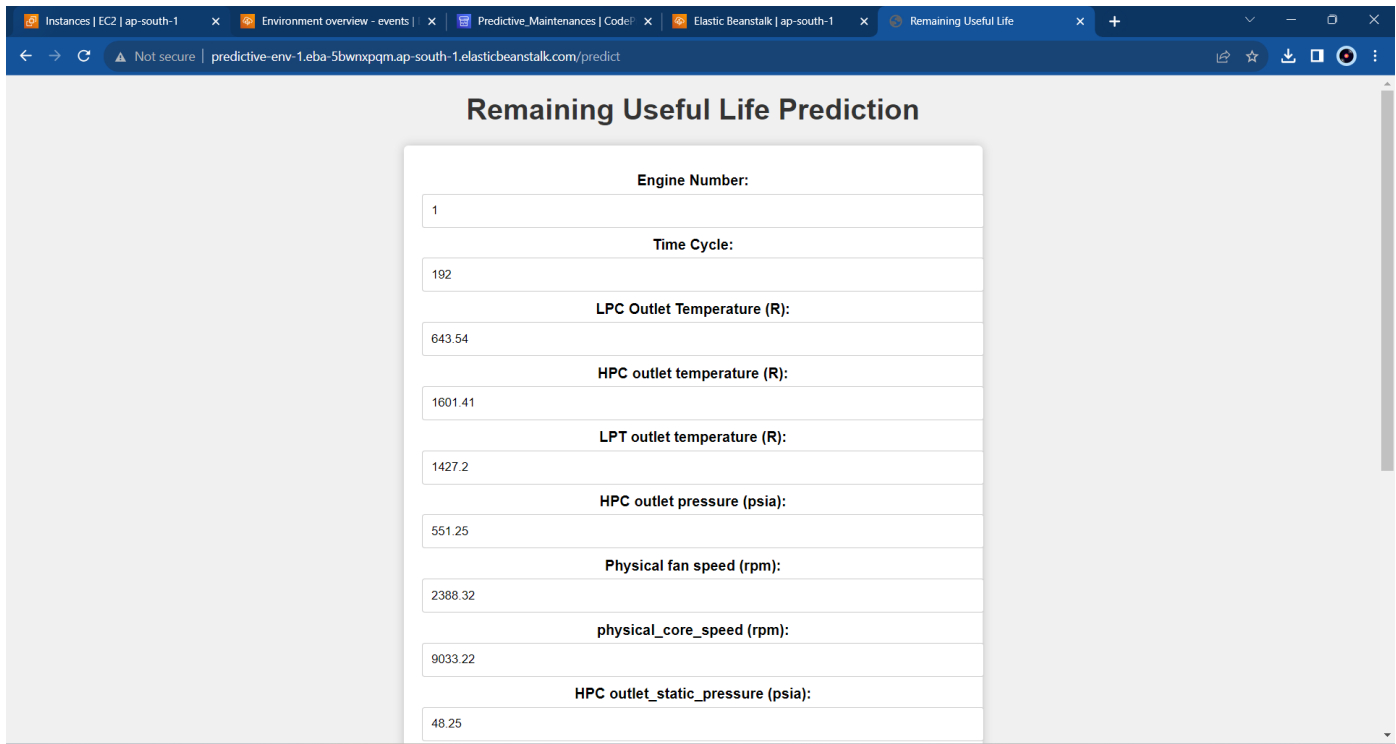 Instances | EC2 | ap-south-1
Environment overview - events |
Predictive_Maintenances | CodeP
Elastic Beanstalk | ap-south-1
Remaining Useful Life
Not secure | predictive-env-1.eba-5bwnxpqm.ap-south-1.elasticbeanstalk.com/predict
Remaining Useful Life Prediction
Engine Number:
1
Time Cycle:
192
LPC Outlet Temperature (R):
643.54
HPC outlet temperature (R):
1601.41
LPT outlet temperature (R):
1427.2
HPC outlet pressure (psia):
551.25
Physical fan speed (rpm):
2388.32
physical_core_speed (rpm):
9033.22
HPC outlet_static_pressure (psia):
48.25